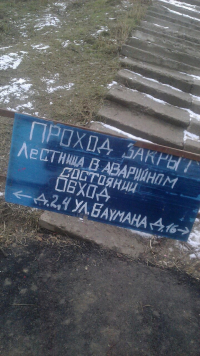 ПРОХОД ЗАКРЫТ
ЛЕСТНИЦА В АВАРИЙНОМ
СОСТОЯНИИ
ОБХОД
← Д.2,4 УЛ.БАУМАНА Д.16 →